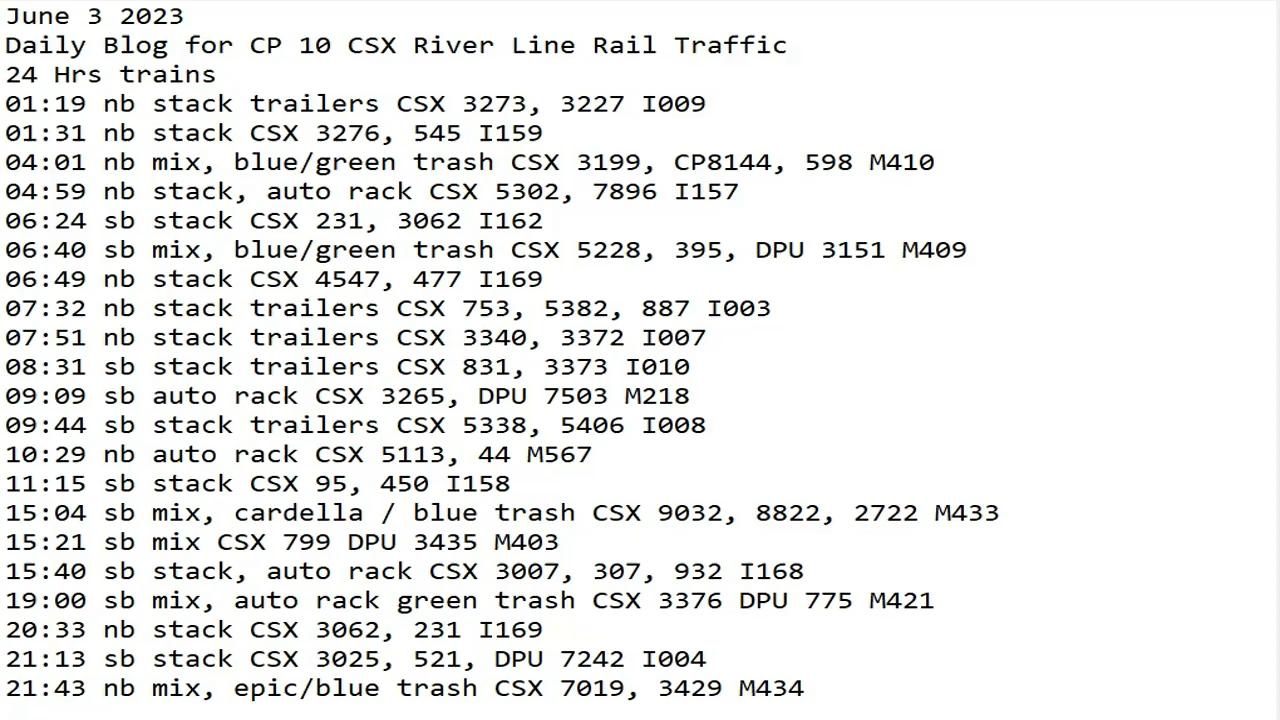 June 3 2023
Daily Blog for CP 10 CSX River Line Rail Traffic
24 Hrs trains
01:19 nb stack trailers CSX 3273, 3227 I009
01:31 nb stack CSX 3276, 545 I159
04:01 nb mix, blue/green trash CSX 3199, CP8144, 598 M410
04:59 nb stack, auto rack CSX 5302, 7896 I157
06:24 sb stack CSX 231, 3062 I162
06:40 sb mix, blue/green trash CSX 5228, 395, DPU 3151 M409
06:49 nb stack CSX 4547, 477 I169
07:32 nb stack trailers CSX 753, 5382, 887 I003
07:51 nb stack trailers CSX 3340, 3372 I007
08:31 sb stack trailers CSX 831, 3373 I010
09:09 sb auto rack CSX 3265, DPU 7503 M218
09:44 sb stack trailers CSX 5338, 5406 I008
10:29 nb auto rack CSX 5113, 44 M567
11:15 sb stack CSX 95, 450 I158
15:04 sb mix, cardella / blue trash CSX 9032, 8822, 2722 M433
15:21 sb mix CSX 799 DPU 3435 M403
15:40 sb stack, auto rack CSX 3007, 307, 932 I168
19:00 sb mix, auto rack green trash CSX 3376 DPU 775 M421
20:33 nb stack CSX 3062, 231 I169
21:13 sb stack CSX 3025, 521, DPU 7242 I004
21:43 nb mix, epic/blue trash CSX 7019, 3429 M434